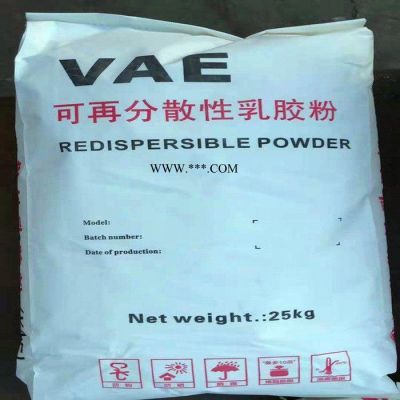 VAE
可再分散性乳胶粉
REDISPERSIBLE POWDER
WWW.***.COM
Model:
Batch number:
Date of production:
Net weight.:25kg